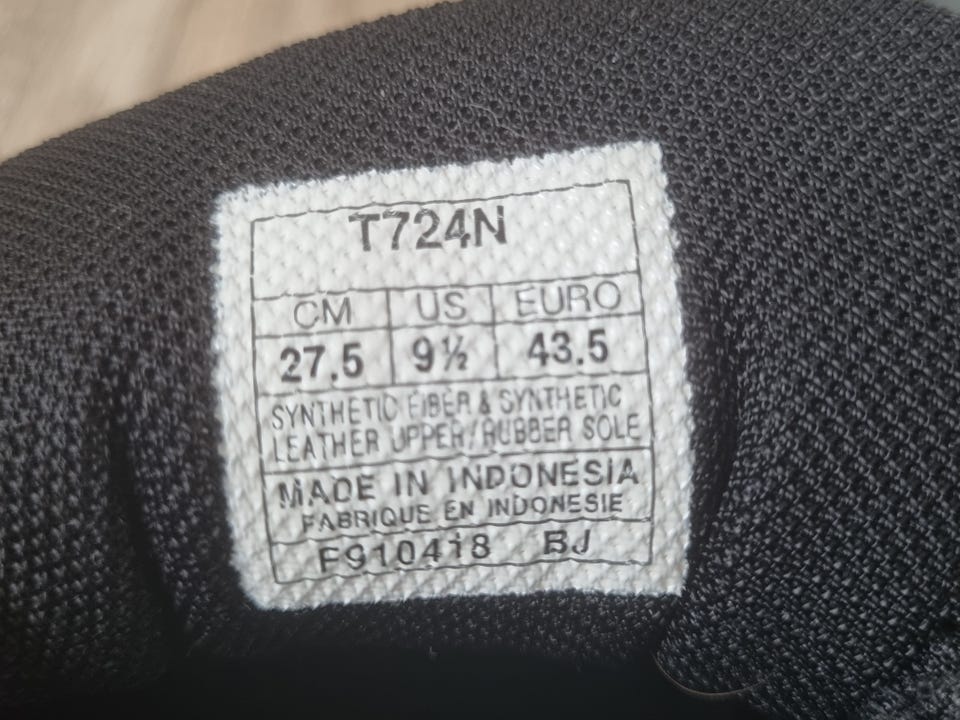 T724N
CM US EURO
27.5 9½ 43.5
SYNTHETIC FIBER & SYNTHETIC
LEATHER UPPER/RUBBER SOLE
MADE IN INDONESIA
FABRIQUE EN INDONESIE
F910418 BJ